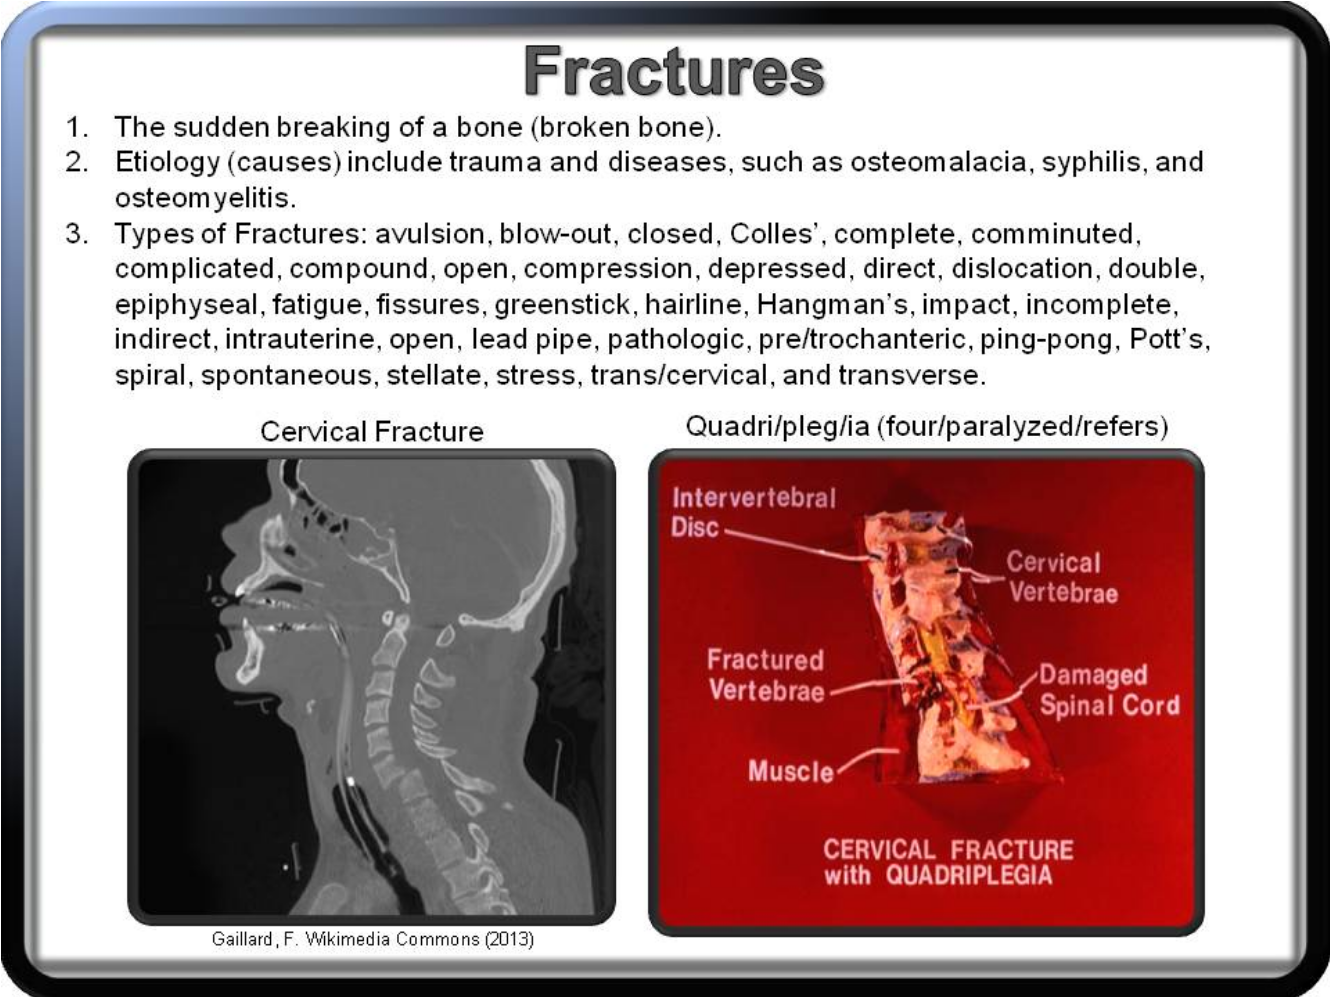 Fractures
1. The sudden breaking of a bone (broken bone).
2. Etiology (causes) include trauma and diseases, such as osteomalacia, syphilis, and
osteomyelitis.
3. Types of Fractures: avulsion, blow-out, closed, Colles’, complete, comminuted,
complicated, compound, open, compression, depressed, direct, dislocation, double,
epiphyseal, fatigue, fissures, greenstick, hairline, Hangman’s, impact, incomplete,
indirect, intrauterine, open, lead pipe, pathologic, pre/trochanteric, ping-pong, Pott’s,
spiral, spontaneous, stellate, stress, trans/cervical, and transverse.
Cervical Fracture
Quadri/pleg/ia (four/paralyzed/refers)
Intervertebral
Disc
Cervical
Vertebrae
Fractured
Vertebrae
Damaged
Spinal Cord
Muscle
CERVICAL FRACTURE
with QUADRIPLEGIA
Gaillard, F. Wikimedia Commons (2013)